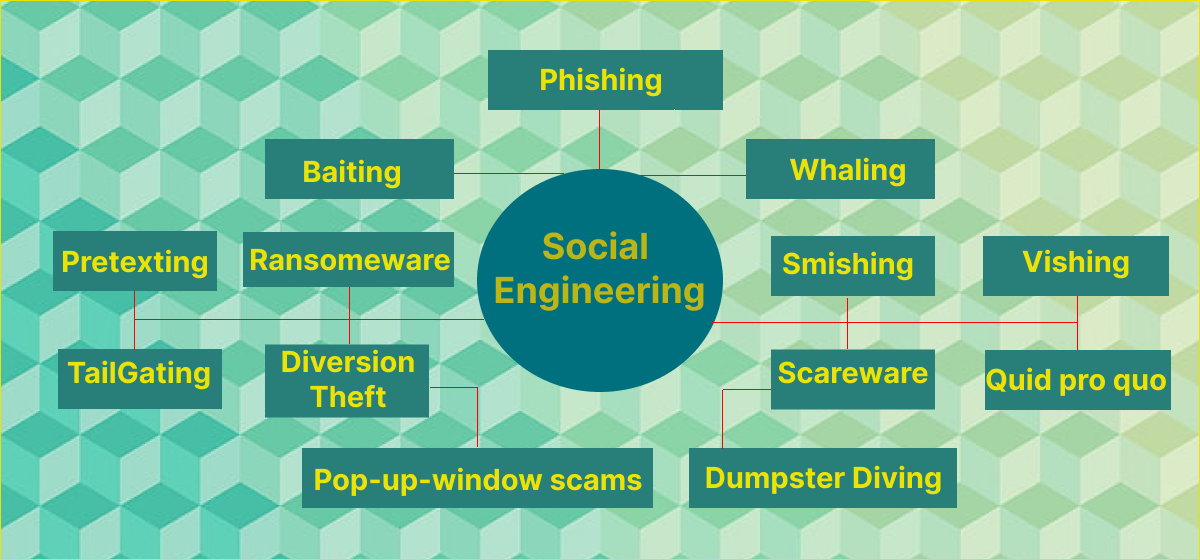 Phishing
Baiting
Whaling
Social
Engineering
Pretexting
Ransomeware
Smishing
Vishing
TailGating
Diversion
Theft
Scareware
Quid pro quo
Pop-up-window scams
Dumpster Diving